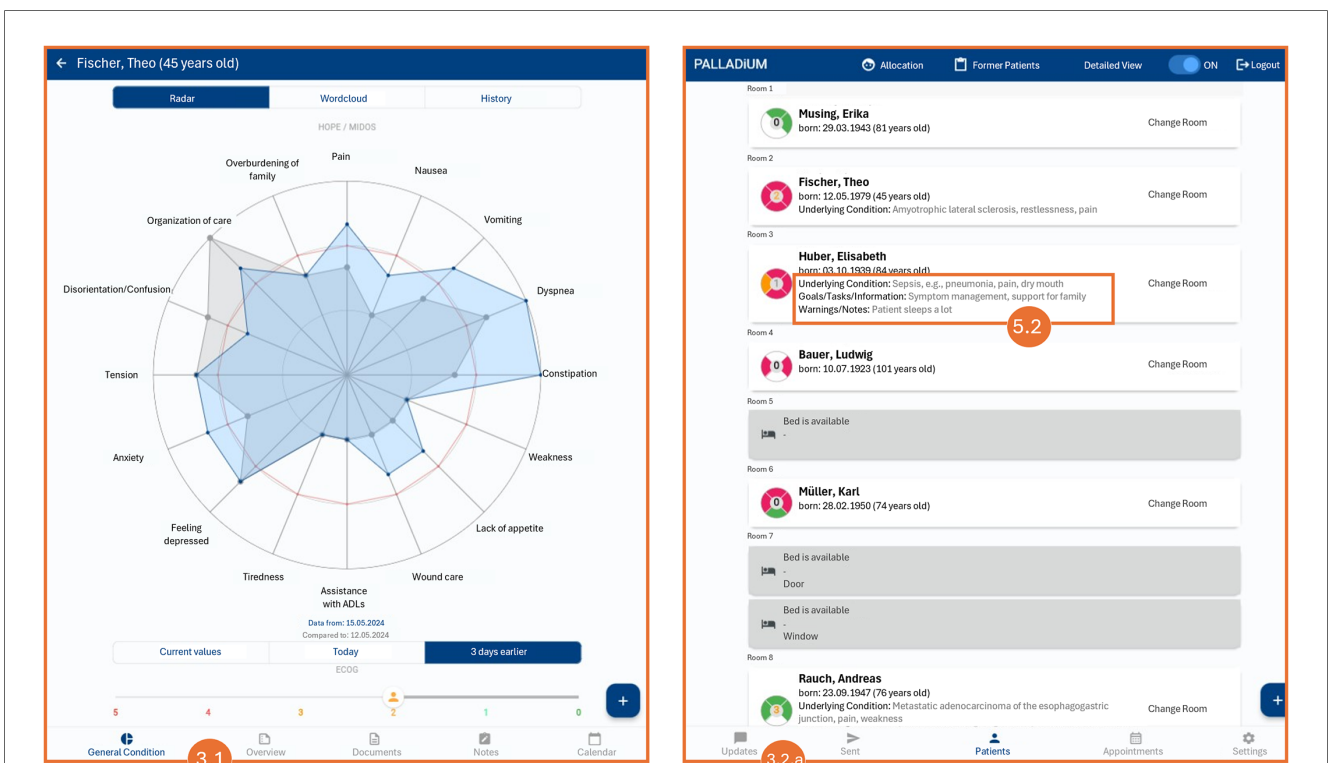 Fischer, Theo (45 years old)
Radar
Wordcloud
History
HOPE / MIDOS
Pain
Nausea
Vomiting
Dyspnea
Constipation
Weakness
Lack of appetite
Wound care
Assistance
with ADLs
Tiredness
Feeling
depressed
Anxiety
Tension
Disorientation/Confusion
Organization of care
Overburdening of
family
Data from: 15.05.2024
Compared to: 12.05.2024
Current values
Today
3 days earlier
ECOG
5
4
3
2
1
0
+
General Condition
Overview
Documents
Notes
Calendar
3.1
PALLADiUM
Allocation
Former Patients
Detailed View
ON
Logout
Room 1
0
Musing, Erika
born: 29.03.1943 (81 years old)
Change Room
Room 2
2
Fischer, Theo
born: 12.05.1979 (45 years old)
Underlying Condition: Amyotrophic lateral sclerosis, restlessness, pain
Change Room
Room 3
1
Huber, Elisabeth
born: 03.10.1939 (84 years old)
Underlying Condition: Sepsis, e.g., pneumonia, pain, dry mouth
Goals/Tasks/Information: Symptom management, support for family
Warnings/Notes: Patient sleeps a lot
Change Room
5.2
Room 4
0
Bauer, Ludwig
born: 10.07.1923 (101 years old)
Change Room
Room 5
Bed is available
-
Room 6
0
Müller, Karl
born: 28.02.1950 (74 years old)
Change Room
Room 7
Bed is available
-
Door
Bed is available
-
Window
Room 8
3
Rauch, Andreas
born: 23.09.1947 (76 years old)
Underlying Condition: Metastatic adenocarcinoma of the esophagogastric
junction, pain, weakness
Change Room
+
Updates
Sent
Patients
Appointments
Settings
3.2 a